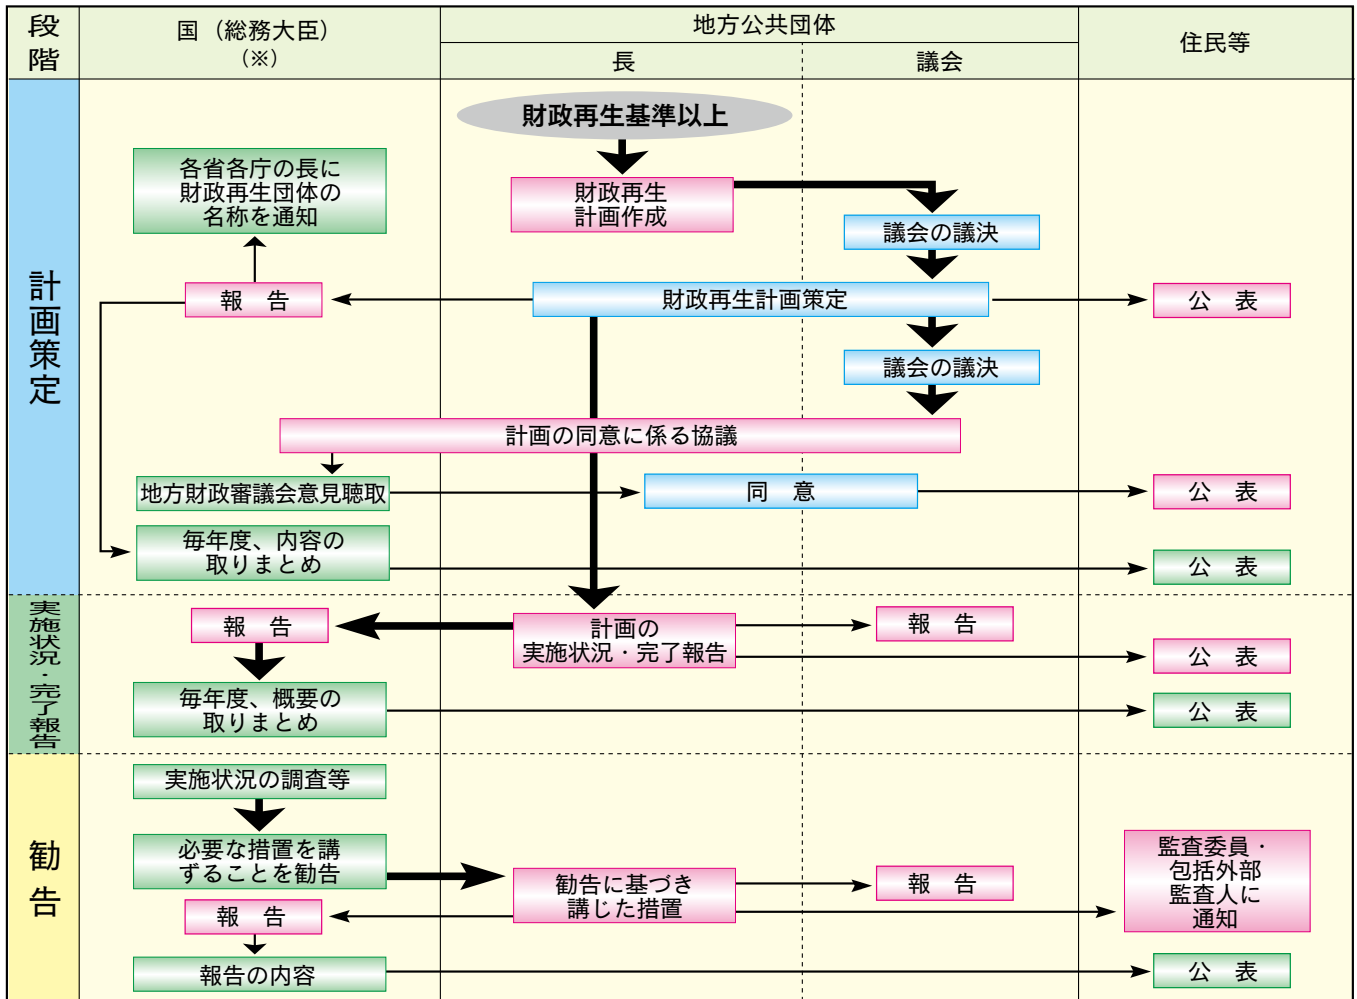 段階
国（総務大臣）
（※）
地方公共団体
長
議会
住民等
計画策定
財政再生基準以上
各省各庁の長に
財政再生団体の
名称を通知
財政再生
計画作成
議会の議決
報　告
財政再生計画策定
公　表
議会の議決
計画の同意に係る協議
地方財政審議会意見聴取
同　意
公　表
毎年度、内容の
取りまとめ
公　表
実施状況・完了報告
報　告
計画の
実施状況・完了報告
報　告
公　表
毎年度、概要の
取りまとめ
公　表
勧告
実施状況の調査等
必要な措置を講
ずることを勧告
勧告に基づき
講じた措置
報　告
監査委員・
包括外部
監査人に
通知
報　告
報告の内容
公　表